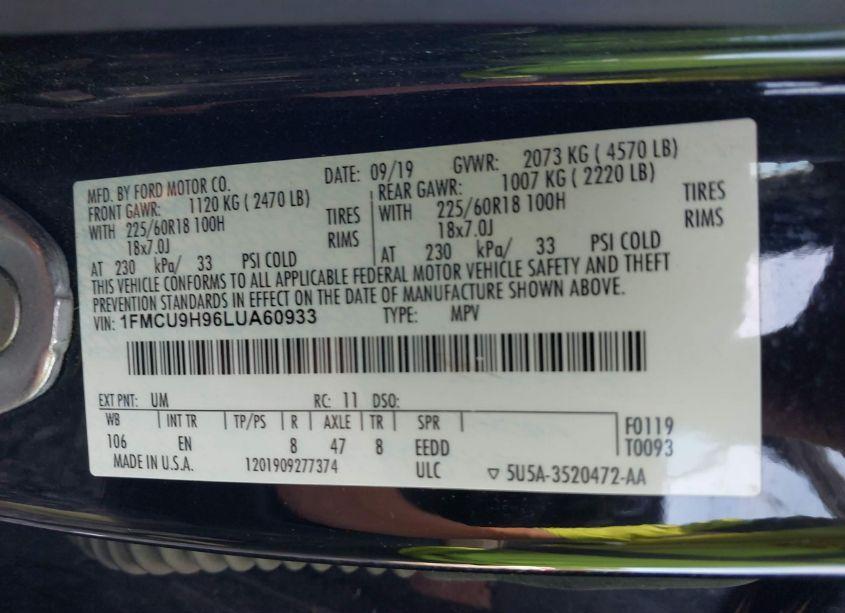 MFD. BY FORD MOTOR CO. DATE: 09/19 GVWR: 2073 KG ( 4570 LB)
FRONT GAWR: 1120 KG ( 2470 LB) REAR GAWR: 1007 KG ( 2220 LB)
WITH 225/60R18 100H TIRES WITH 225/60R18 100H TIRES
18x7.0J RIMS 18x7.0J RIMS
AT 230 kPa/ 33 PSI COLD AT 230 kPa/ 33 PSI COLD
THIS VEHICLE CONFORMS TO ALL APPLICABLE FEDERAL MOTOR VEHICLE SAFETY AND THEFT
PREVENTION STANDARDS IN EFFECT ON THE DATE OF MANUFACTURE SHOWN ABOVE.
VIN: 1FMCU9H96LUA60933 TYPE: MPV
EXT PNT: UM RC: 11 DSO:
WB INT TR TP/PS R AXLE TR SPR F0119
106 EN 8 47 8 EEDD T0093
MADE IN U.S.A. 1201909277374 ULC ▽ 5U5A-3520472-AA